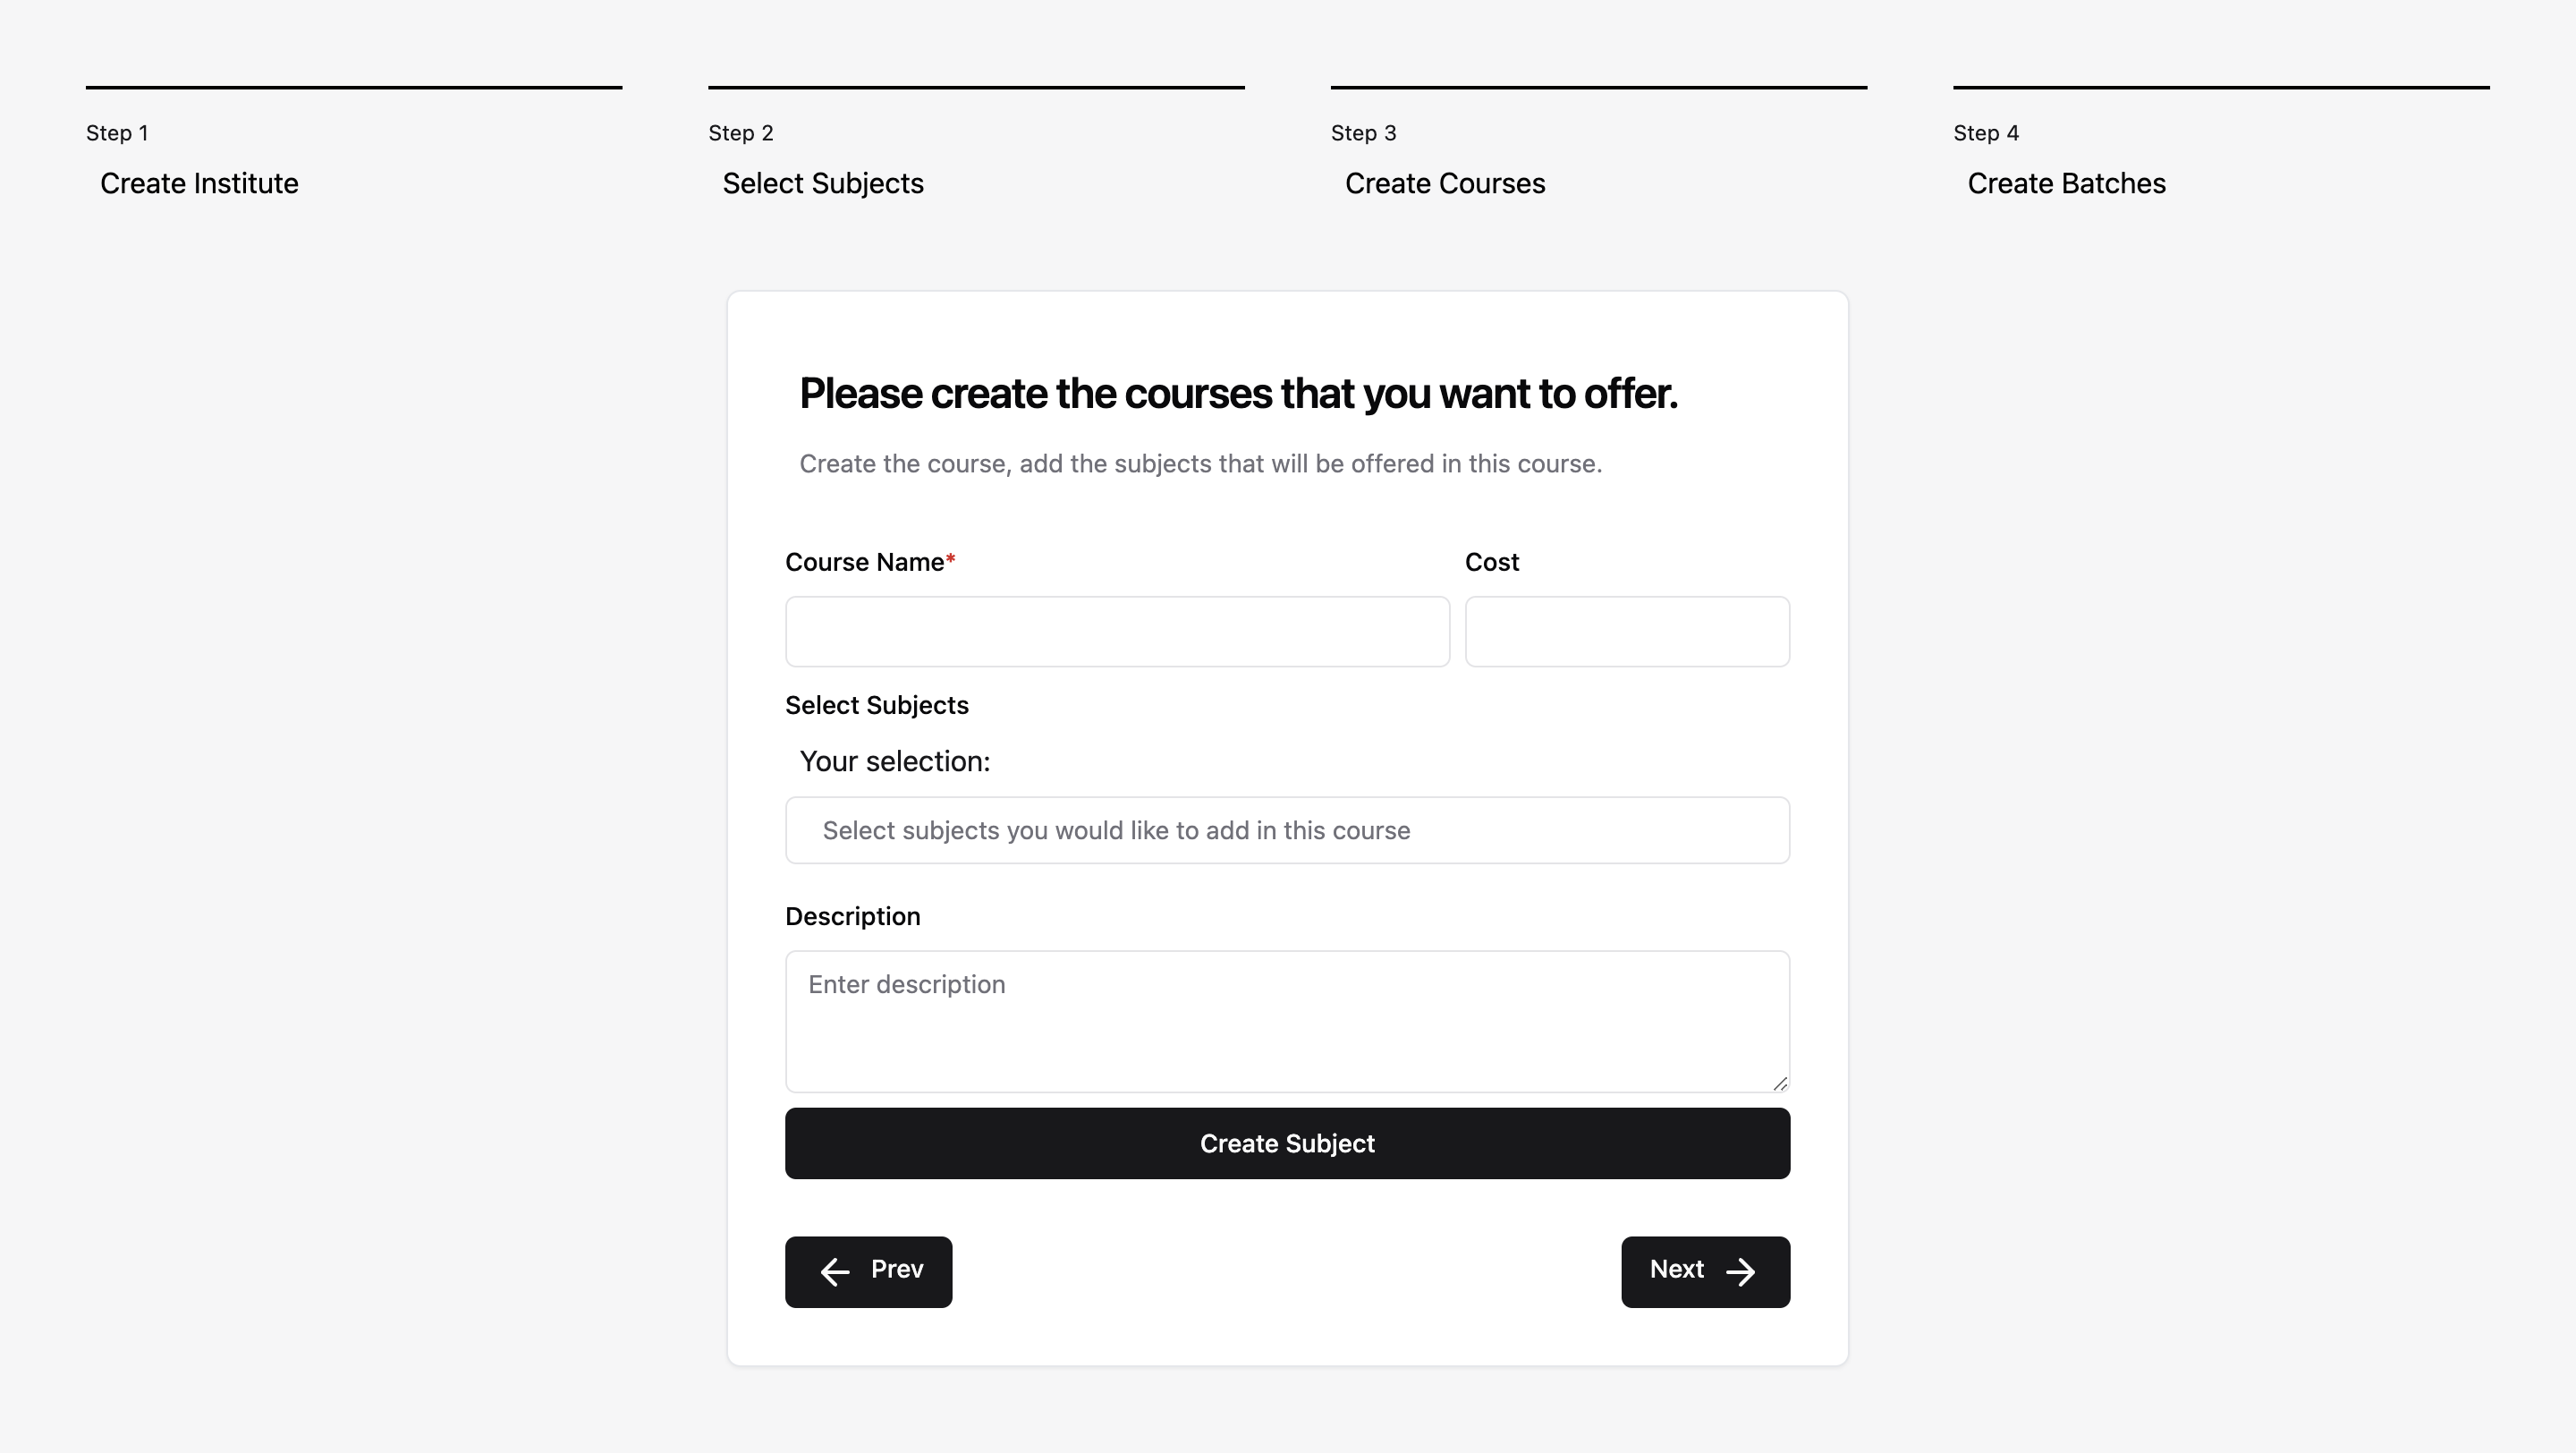 Step 1
Create Institute
Step 2
Select Subjects
Step 3
Create Courses
Step 4
Create Batches
Please create the courses that you want to offer.
Create the course, add the subjects that will be offered in this course.
Course Name*
Cost
Select Subjects
Your selection:
Select subjects you would like to add in this course
Description
Enter description
Create Subject
Prev
Next